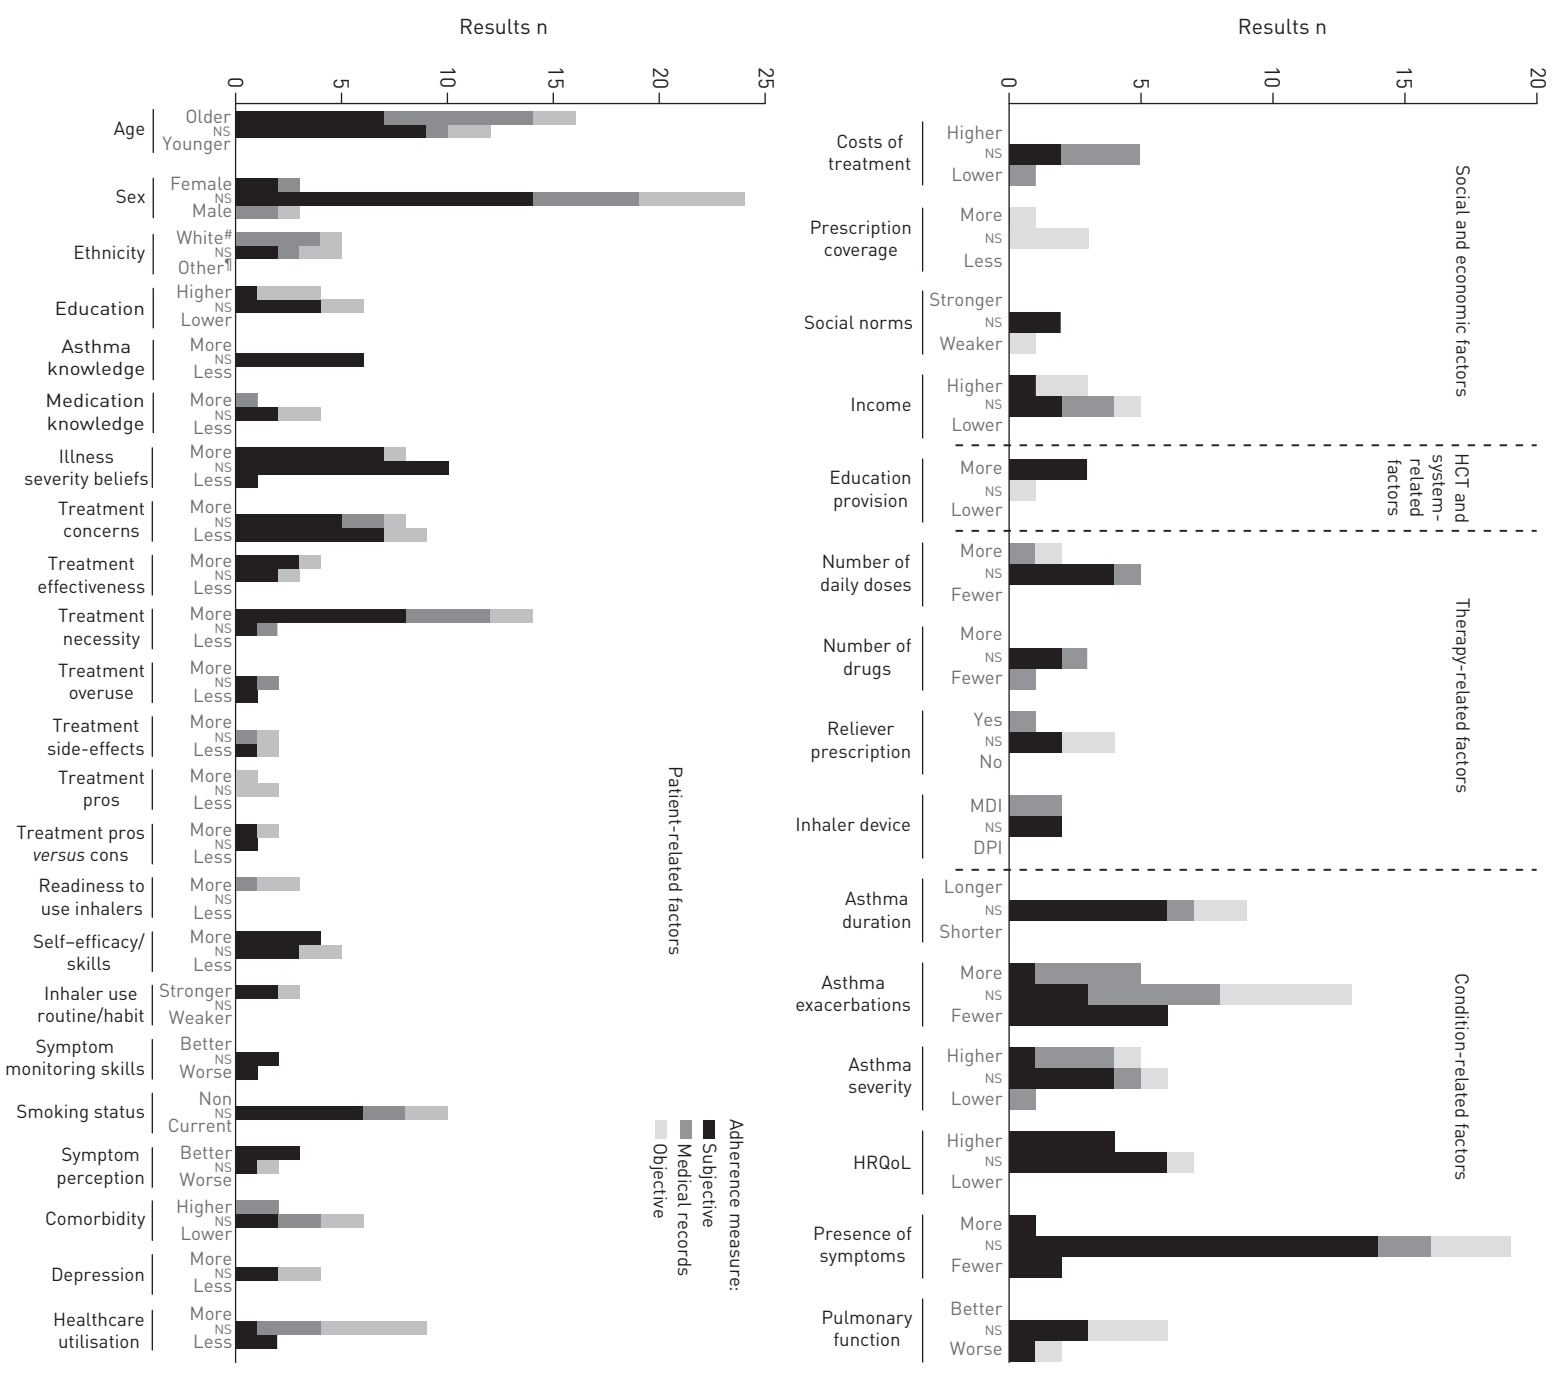 Results n
0 5 10 15 20 25
Age
Older
NS
Younger
Sex
Female
NS
Male
Ethnicity
White#
NS
Other¶
Education
Higher
NS
Lower
Asthma
knowledge
More
NS
Less
Medication
knowledge
More
NS
Less
Illness
severity beliefs
More
NS
Less
Treatment
concerns
More
NS
Less
Treatment
effectiveness
More
NS
Less
Treatment
necessity
More
NS
Less
Treatment
overuse
More
NS
Less
Treatment
side-effects
More
NS
Less
Treatment
pros
More
NS
Less
Treatment pros
versus cons
More
NS
Less
Readiness to
use inhalers
More
NS
Less
Self–efficacy/
skills
More
NS
Less
Inhaler use
routine/habit
Stronger
NS
Weaker
Symptom
monitoring skills
Better
NS
Worse
Smoking status
Non
NS
Current
Symptom
perception
Better
NS
Worse
Comorbidity
Higher
NS
Lower
Depression
More
NS
Less
Healthcare
utilisation
More
NS
Less
Patient-related factors
Adherence measure:
Subjective
Medical records
Objective
Results n
0 5 10 15 20
Costs of
treatment
Higher
NS
Lower
Prescription
coverage
More
NS
Less
Social norms
Stronger
NS
Weaker
Income
Higher
NS
Lower
Social and economic factors
Education
provision
More
NS
Lower
HCT and
system-
related
factors
Number of
daily doses
More
NS
Fewer
Number of
drugs
More
NS
Fewer
Reliever
prescription
Yes
NS
No
Inhaler device
MDI
NS
DPI
Therapy-related factors
Asthma
duration
Longer
NS
Shorter
Asthma
exacerbations
More
NS
Fewer
Asthma
severity
Higher
NS
Lower
HRQoL
Higher
NS
Lower
Presence of
symptoms
More
NS
Fewer
Pulmonary
function
Better
NS
Worse
Condition-related factors